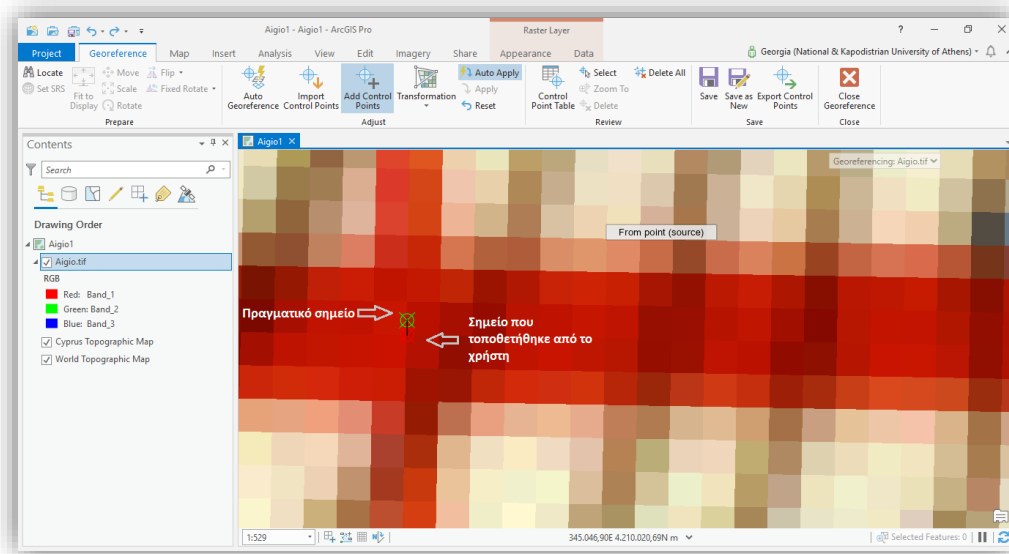 Aigio1 - Aigio1 - ArcGIS Pro
Raster Layer
?
Project Georeference Map Insert Analysis View Edit Imagery Share Appearance Data
Georgia (National & Kapodistrian University of Athens)
Locate
Set SRS
Fit to
Display
Move
Scale
Rotate
Flip
Fixed Rotate
Prepare
Auto
Georeference
Import
Control Points
Add Control
Points
Transformation
Auto Apply
Apply
Reset
Adjust
Control
Point Table
Select
Zoom To
Delete
Delete All
Review
Save
Save as
New
Export Control
Points
Save
Close
Georeference
Close
Contents
Search
Drawing Order
Aigio1
Aigio.tif
RGB
Red: Band_1
Green: Band_2
Blue: Band_3
Cyprus Topographic Map
World Topographic Map
Aigio1
Georeferencing: Aigio.tif
From point (source)
Πραγματικό σημείο
Σημείο που
τοποθετήθηκε από το
χρήστη
1:529
345.046,90E 4.210.020,69N m
Selected Features: 0